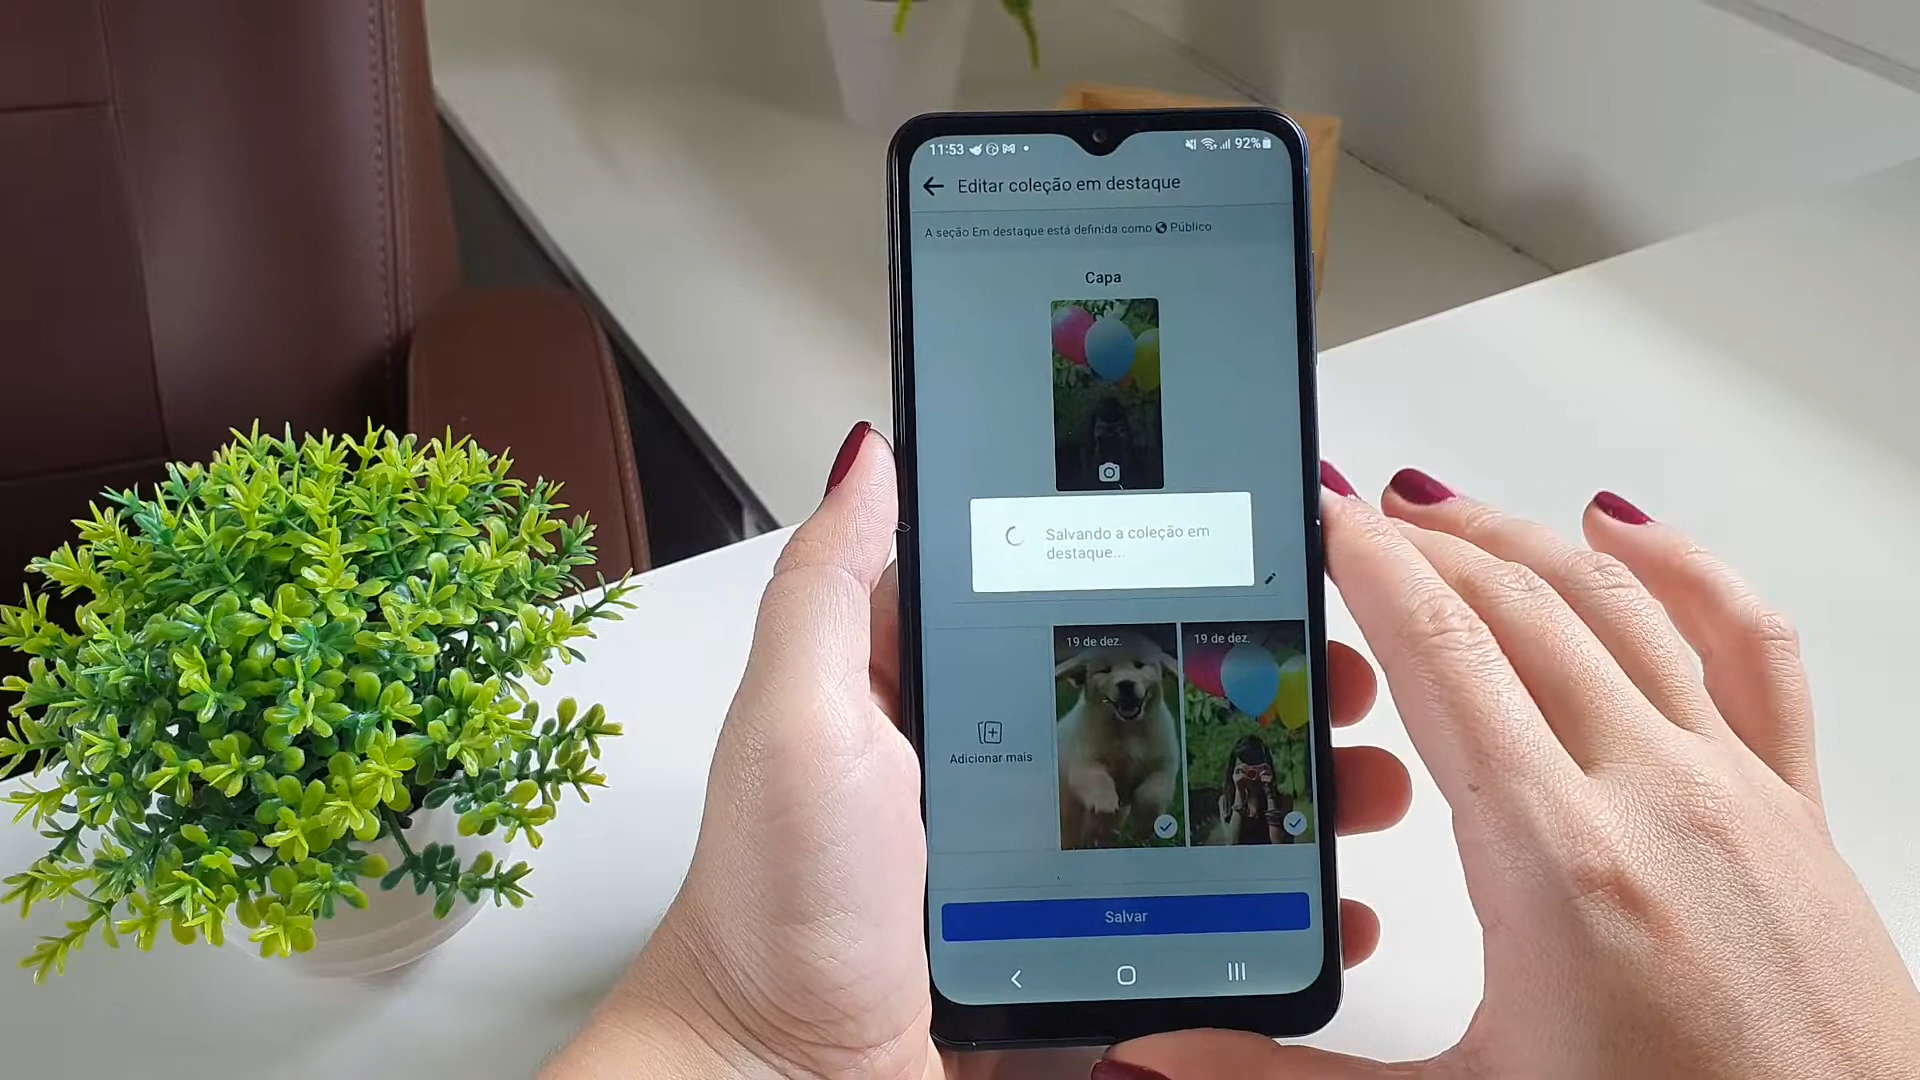 11:53
92%
Editar coleção em destaque
A seção Em destaque está definida como Público
Capa
Salvando a coleção em
destaque...
19 de dez.
19 de dez.
Adicionar mais
Salvar